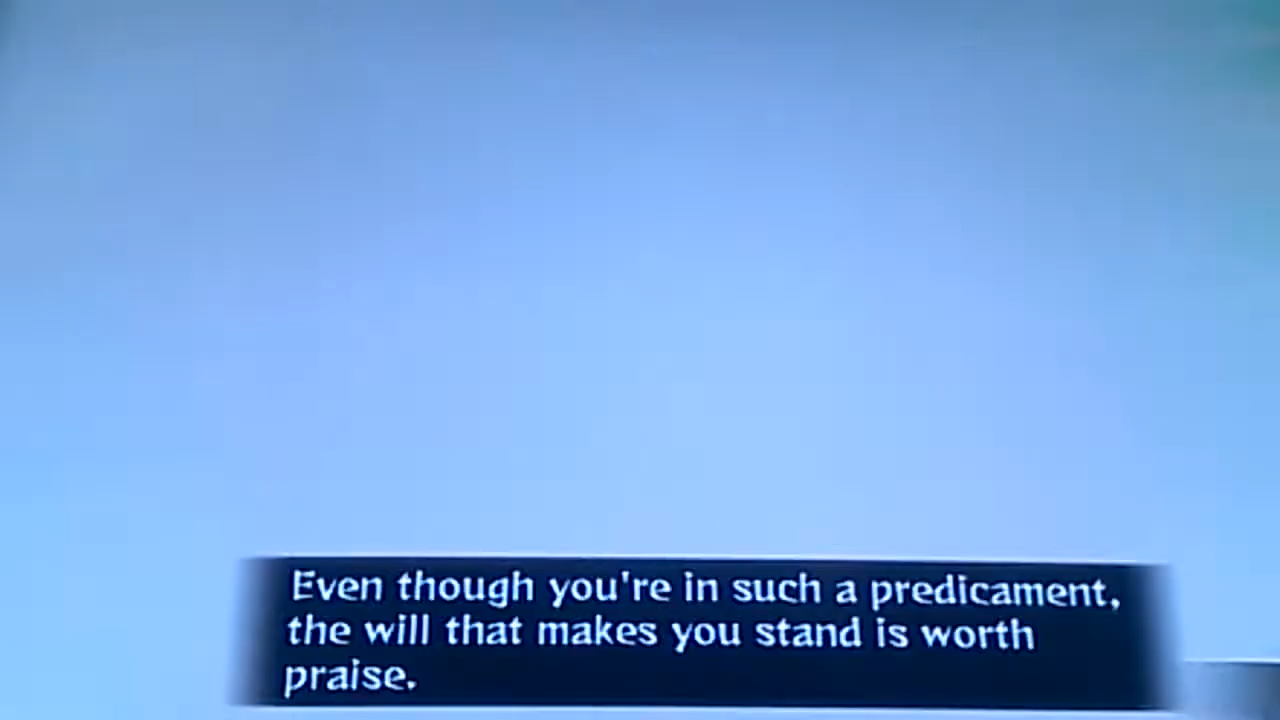 Even though you're in such a predicament,
the will that makes you stand is worth
praise.